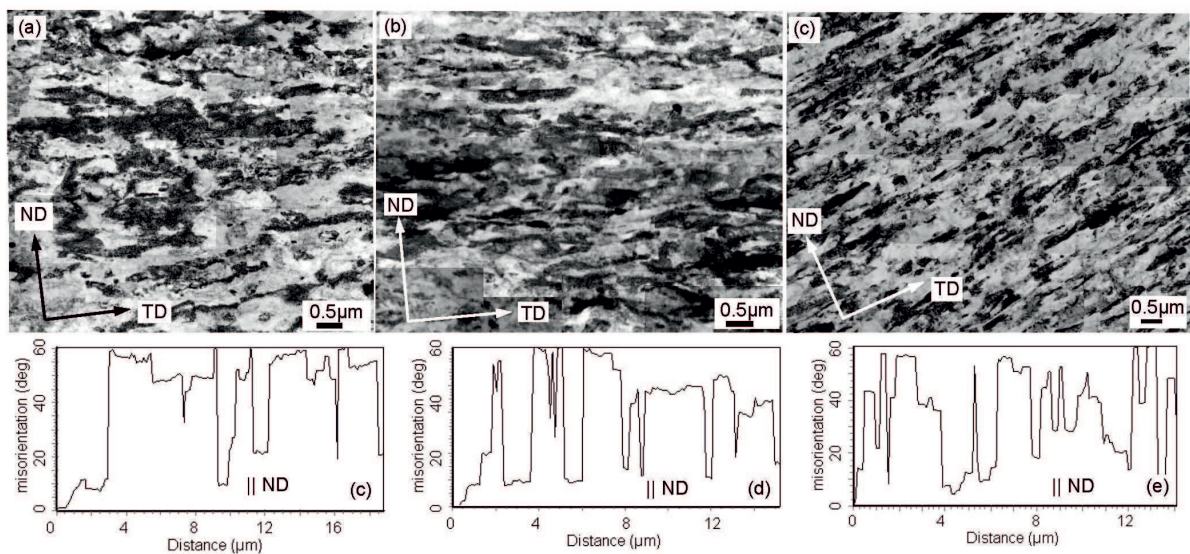 (a)
ND
TD
0.5µm
(b)
ND
TD
0.5µm
(c)
ND
TD
0.5µm
60
40
20
0
misorientation (deg)
4
8
12
16
Distance (µm)
|| ND
(c)
60
40
20
0
misorientation (deg)
4
8
12
Distance (µm)
|| ND
(d)
60
40
20
0
misorientation (deg)
0
4
8
12
Distance (µm)
|| ND
(e)